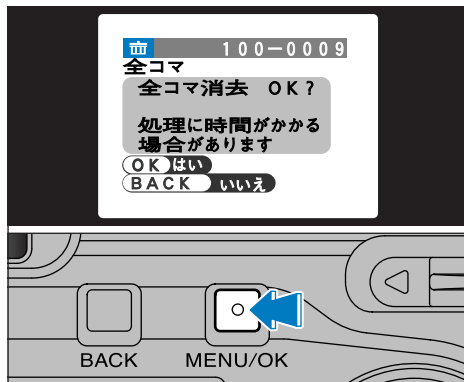 100-0009
全コマ
全コマ消去 OK?
処理に時間がかかる
場合があります
OK はい
BACK いいえ
BACK MENU/OK